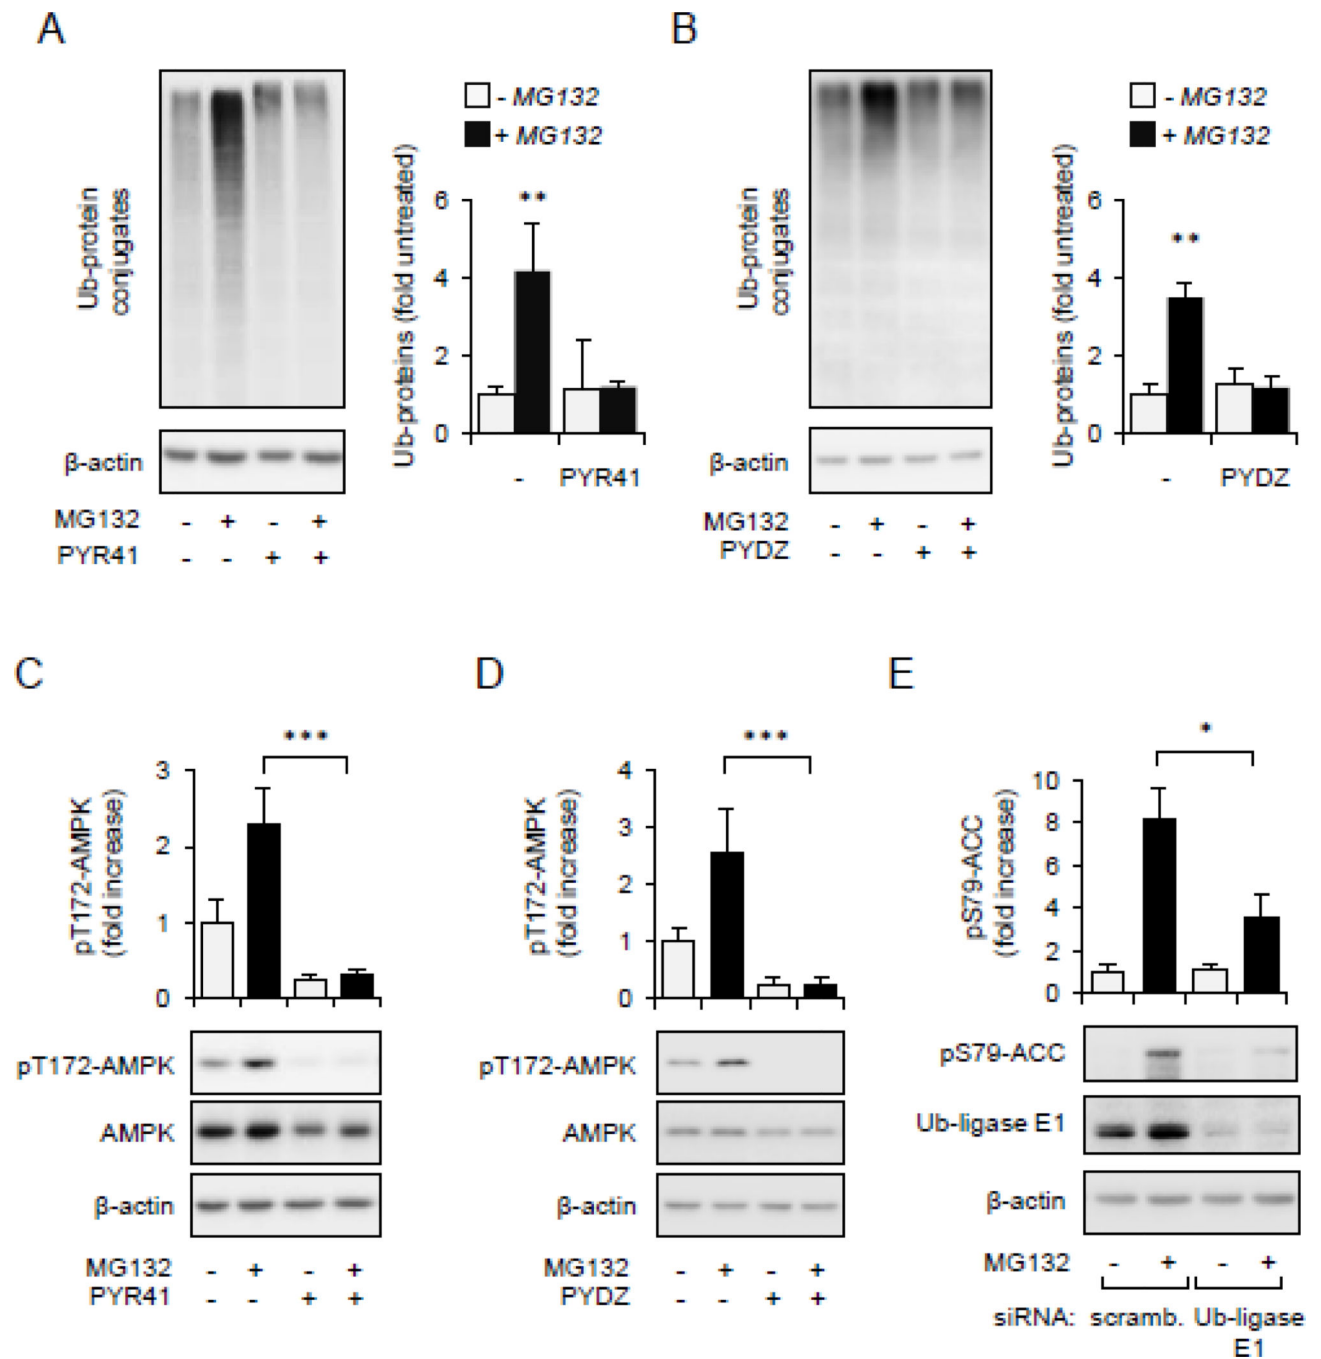 A
- MG132
+ MG132
Ub-protein
conjugates
Ub-proteins (fold untreated)
6
**
4
2
0
- PYR41
β-actin
MG132 - + - +
PYR41 - - + +
B
- MG132
+ MG132
Ub-protein
conjugates
Ub-proteins (fold untreated)
6
**
4
2
0
- PYDZ
β-actin
MG132 - + - +
PYDZ - - + +
C
***
pT172-AMPK
(fold increase)
3
2
1
0
pT172-AMPK
AMPK
β-actin
MG132 - + - +
PYR41 - - + +
D
***
pT172-AMPK
(fold increase)
4
3
2
1
0
pT172-AMPK
AMPK
β-actin
MG132 - + - +
PYDZ - - + +
E
*
pS79-ACC
(fold increase)
10
8
6
4
2
0
pS79-ACC
Ub-ligase E1
β-actin
MG132 - + - +
siRNA: scramb. Ub-ligase
E1